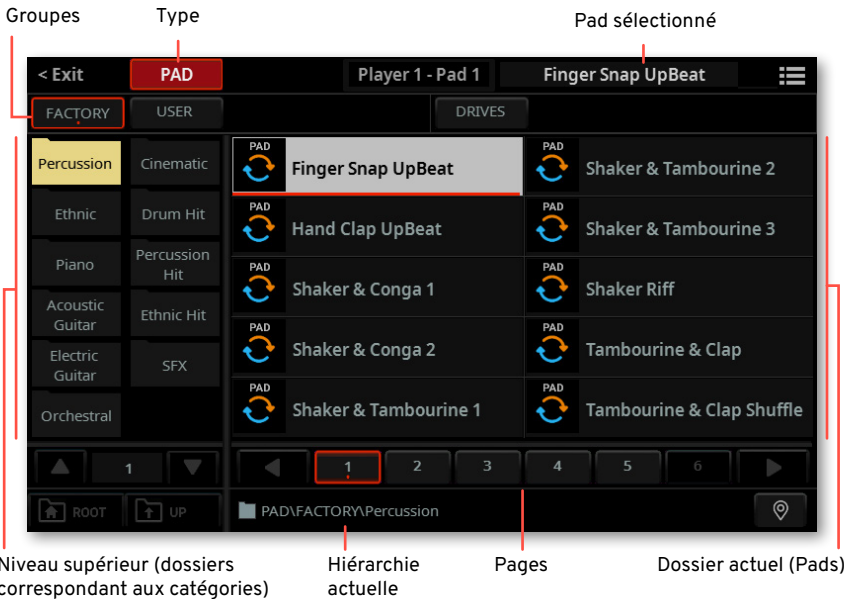 Groupes
Type
Pad sélectionné
< Exit
PAD
Player 1 - Pad 1
Finger Snap UpBeat
FACTORY
USER
DRIVES
Percussion
Cinematic
Ethnic
Drum Hit
Piano
Percussion
Hit
Acoustic
Guitar
Ethnic Hit
Electric
Guitar
SFX
Orchestral
PAD
Finger Snap UpBeat
PAD
Shaker & Tambourine 2
PAD
Hand Clap UpBeat
PAD
Shaker & Tambourine 3
PAD
Shaker & Conga 1
PAD
Shaker Riff
PAD
Shaker & Conga 2
PAD
Tambourine & Clap
PAD
Shaker & Tambourine 1
PAD
Tambourine & Clap Shuffle
1
1
2
3
4
5
6
ROOT
UP
PAD\FACTORY\Percussion
Niveau supérieur (dossiers
correspondant aux catégories)
Hiérarchie
actuelle
Pages
Dossier actuel (Pads)